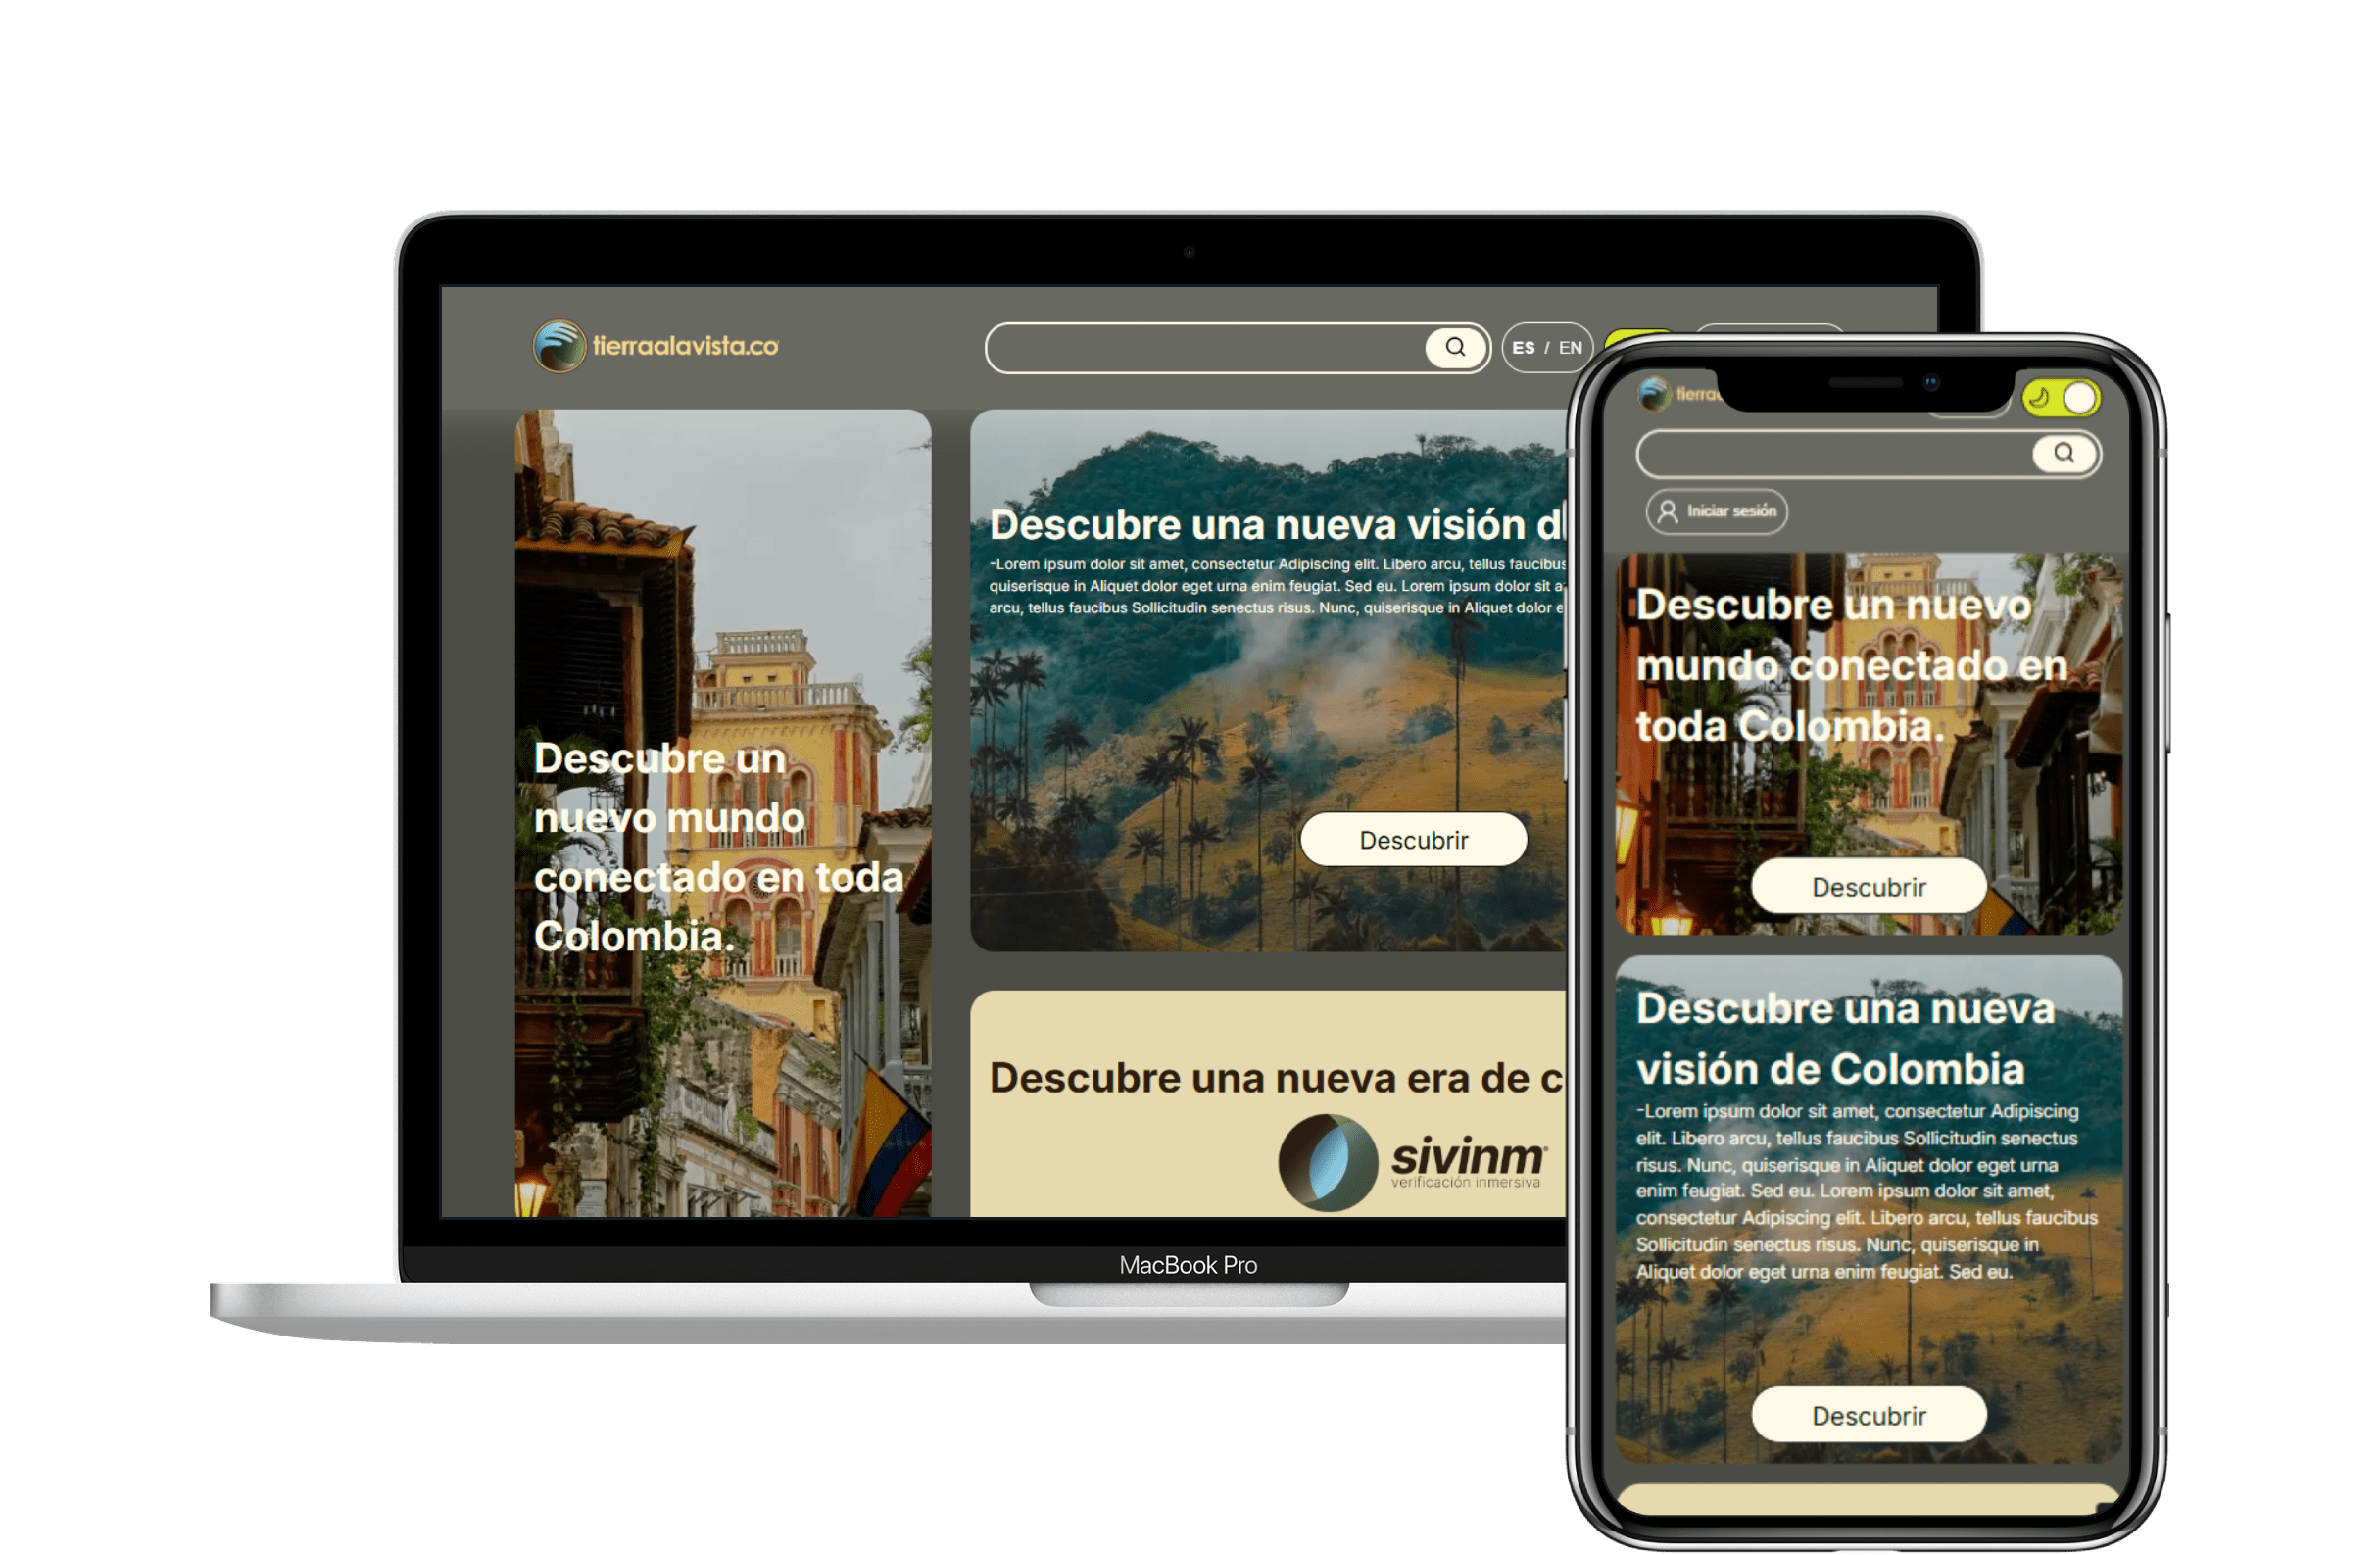 tierraalavista.co
ES / EN
Descubre un
nuevo mundo
conectado en toda
Colombia.
Descubre una nueva visión d
-Lorem ipsum dolor sit amet, consectetur Adipiscing elit. Libero arcu, tellus faucibus
quiserisque in Aliquet dolor eget urna enim feugiat. Sed eu. Lorem ipsum dolor sit a
arcu, tellus faucibus Sollicitudin senectus risus. Nunc, quiserisque in Aliquet dolor e
Descubrir
Descubre una nueva era de c
sivinm
verificación inmersiva
MacBook Pro
tierra
Iniciar sesión
Descubre un nuevo
mundo conectado en
toda Colombia.
Descubrir
Descubre una nueva
visión de Colombia
-Lorem ipsum dolor sit amet, consectetur Adipiscing
elit. Libero arcu, tellus faucibus Sollicitudin senectus
risus. Nunc, quiserisque in Aliquet dolor eget urna
enim feugiat. Sed eu. Lorem ipsum dolor sit amet,
consectetur Adipiscing elit. Libero arcu, tellus faucibus
Sollicitudin senectus risus. Nunc, quiserisque in
Aliquet dolor eget urna enim feugiat. Sed eu.
Descubrir